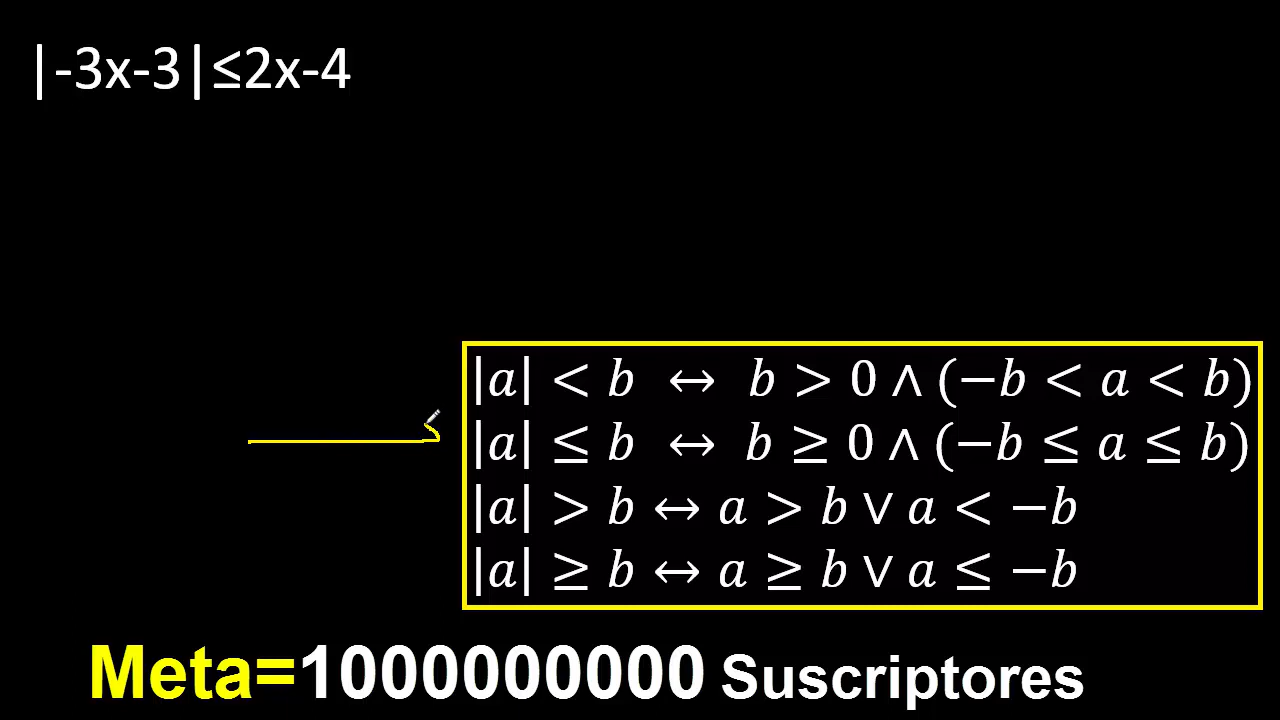 |-3x-3|≤2x-4
|a| < b ↔ b > 0 ∧ (−b < a < b)
|a| ≤ b ↔ b ≥ 0 ∧ (−b ≤ a ≤ b)
|a| > b ↔ a > b ∨ a < −b
|a| ≥ b ↔ a ≥ b ∨ a ≤ −b
Meta=1000000000 Suscriptores